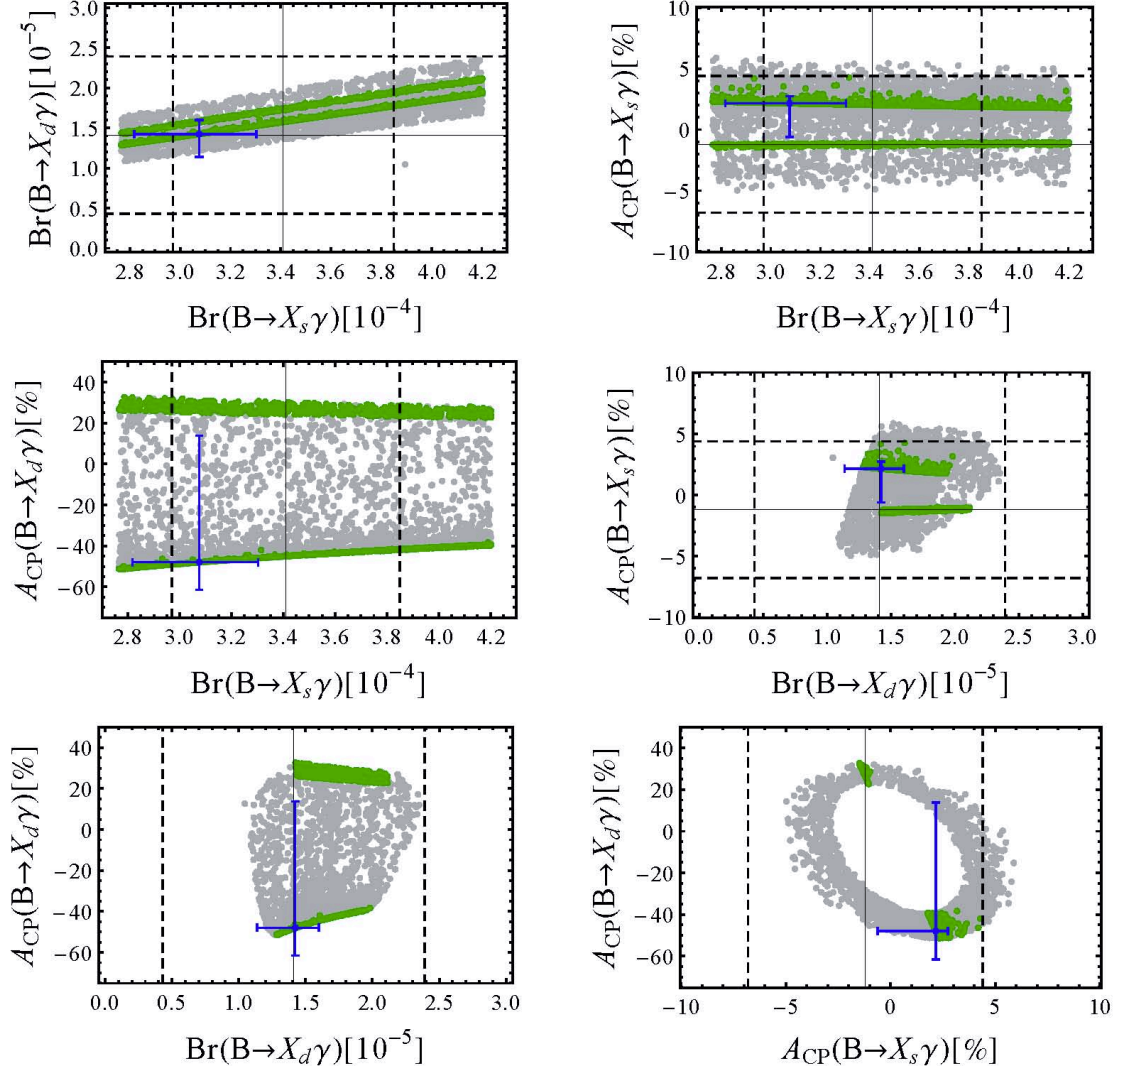 3.0
2.5
2.0
1.5
1.0
0.5
0.0
Br(B→X_dγ)[10⁻⁵]
2.8 3.0 3.2 3.4 3.6 3.8 4.0 4.2
Br(B→X_sγ)[10⁻⁴]
10
5
0
−5
−10
A_CP(B→X_sγ)[%]
2.8 3.0 3.2 3.4 3.6 3.8 4.0 4.2
Br(B→X_sγ)[10⁻⁴]
40
20
0
−20
−40
−60
A_CP(B→X_dγ)[%]
2.8 3.0 3.2 3.4 3.6 3.8 4.0 4.2
Br(B→X_sγ)[10⁻⁴]
10
5
0
−5
−10
A_CP(B→X_sγ)[%]
0.0 0.5 1.0 1.5 2.0 2.5 3.0
Br(B→X_dγ)[10⁻⁵]
40
20
0
−20
−40
−60
A_CP(B→X_dγ)[%]
0.0 0.5 1.0 1.5 2.0 2.5 3.0
Br(B→X_dγ)[10⁻⁵]
40
20
0
−20
−40
−60
A_CP(B→X_dγ)[%]
−10 −5 0 5 10
A_CP(B→X_sγ)[%]